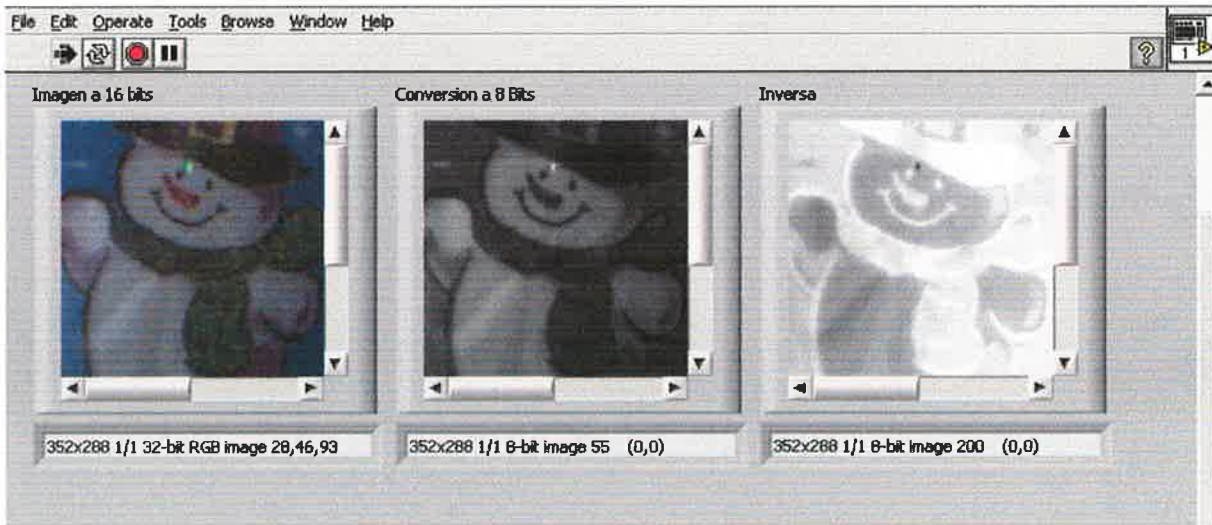 File Edit Operate Tools Browse Window Help
1
Imagen a 16 bits
Conversion a 8 Bits
Inversa
352x288 1/1 32-bit RGB image 28,46,93
352x288 1/1 8-bit image 55 (0,0)
352x288 1/1 8-bit image 200 (0,0)